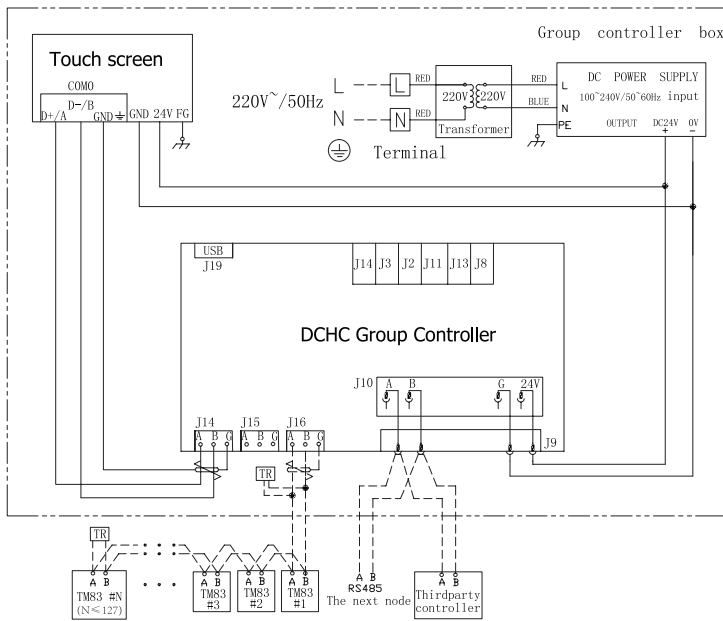 Group controller box
Touch screen
COMO
D-/B
D+/A GND GND 24V FG
220V~/50Hz
L L RED
N N RED
Terminal
220V 220V
Transformer
RED
BLUE
DC POWER SUPPLY
L 100~240V/50~60Hz input
N
PE OUTPUT DC24V 0V
+ -
USB
J19
J14 J3 J2 J11 J13 J8
DCHC Group Controller
J10 A B G 24V
J9
J14 J15 J16
A B G A B G A B G
TR
TR
A B
TM83 #N
(N≤127)
A B
TM83
#3
A B
TM83
#2
A B
TM83
#1
A B
RS485
The next node
A B
Thirdparty
controller